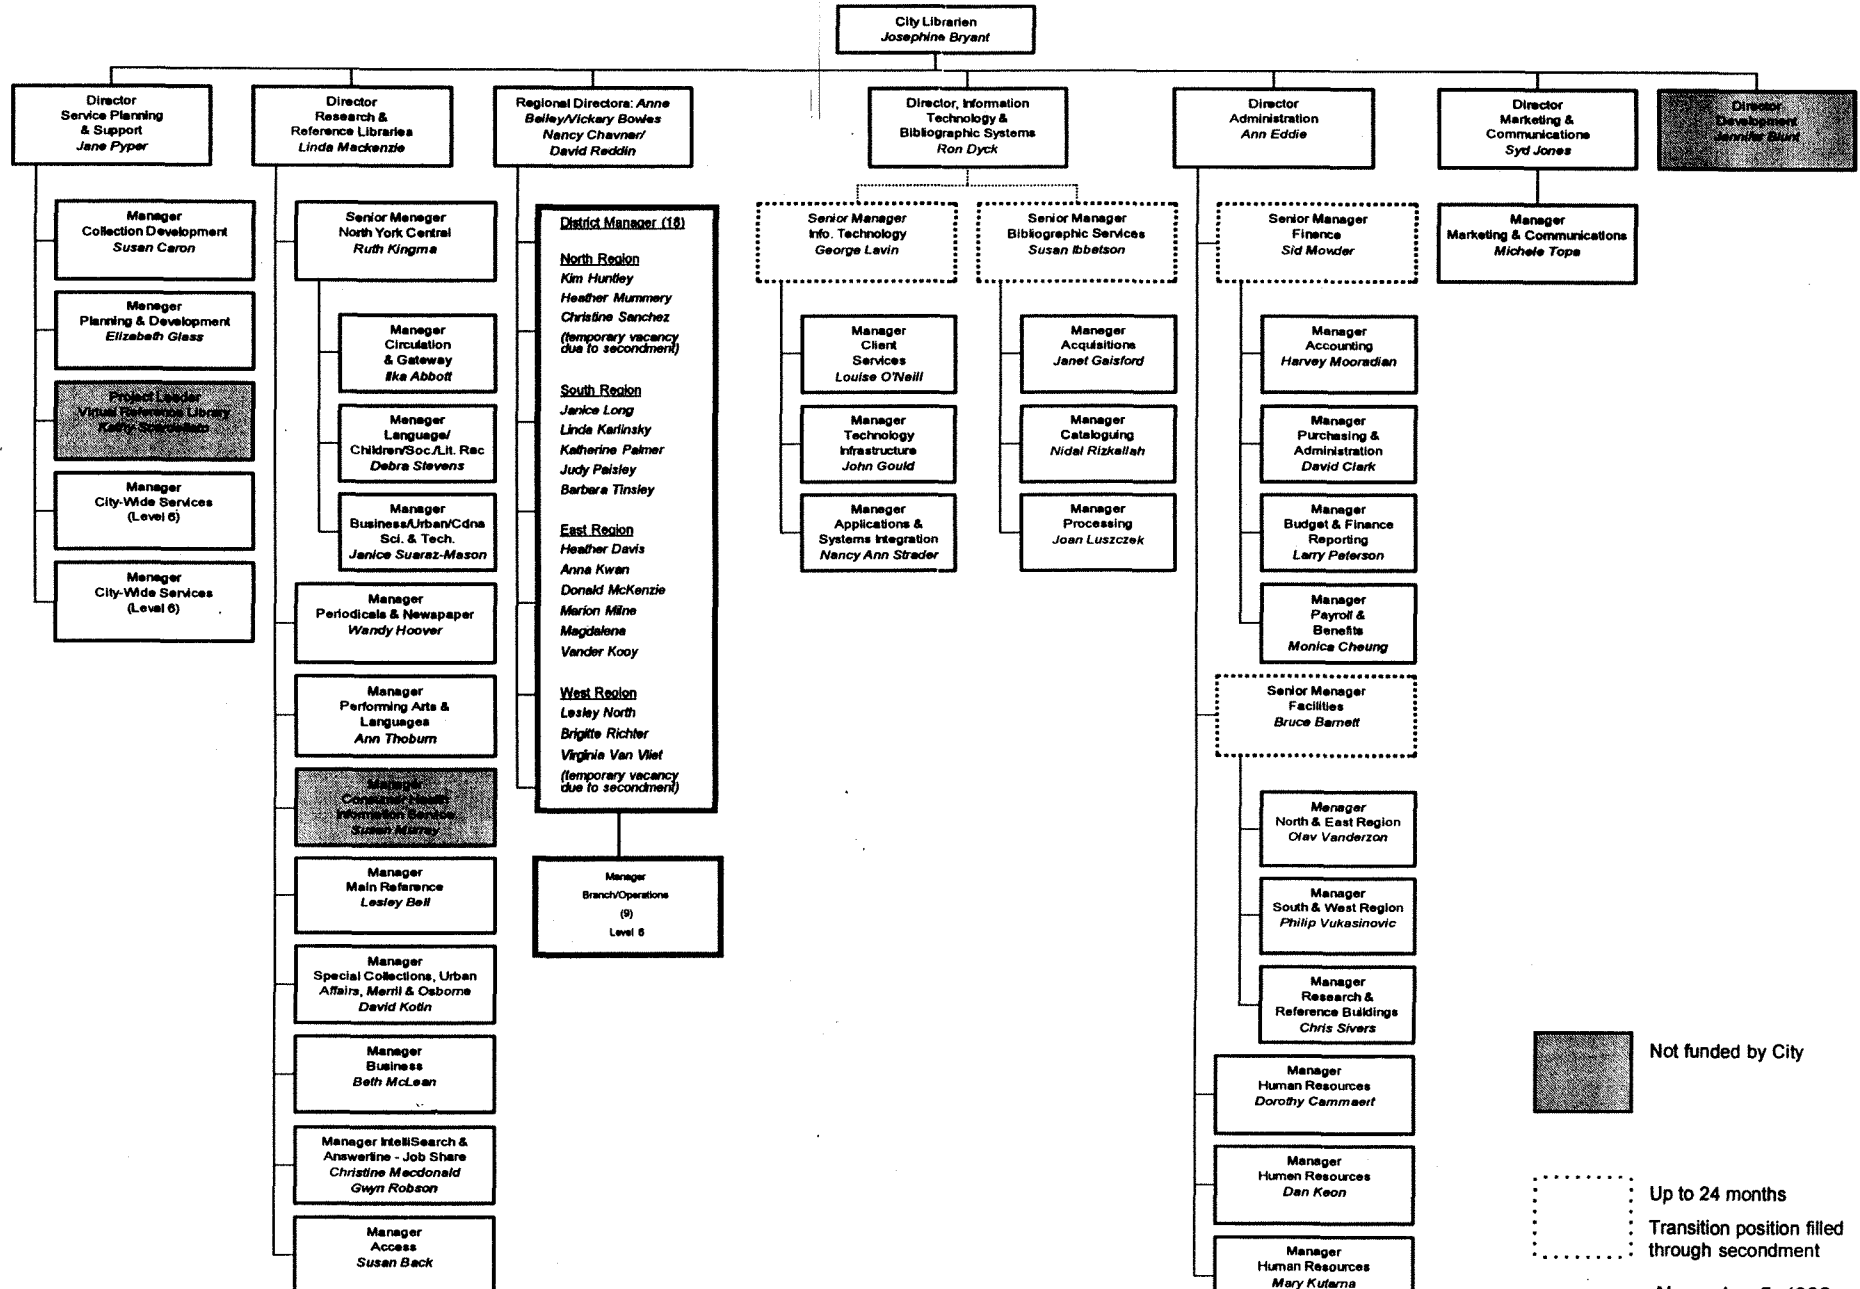 City Librarien
Josephine Bryant
Director
Service Planning
& Support
Jane Pyper
Director
Research &
Reference Libraries
Linda Mackenzie
Regional Directors: Anne
Bailey/Vickary Bowles
Nancy Chavner/
David Reddin
Director, Information
Technology &
Bibliographic Systems
Ron Dyck
Director
Administration
Ann Eddie
Director
Marketing &
Communications
Syd Jones
Director
Development
Jennifer Blunt
Manager
Collection Development
Susan Caron
Manager
Planning & Development
Elizabeth Glass
Project Leader
Virtual Reference Library
Kathy
Manager
City-Wide Services
(Level 6)
Manager
City-Wide Services
(Level 6)
Senior Manager
North York Central
Ruth Kingma
Manager
Circulation
& Gateway
Ilka Abbott
Manager
Language/
Children/Soc./Lit. Rec
Debra Stevens
Manager
Business/Urban/Cdna
Sci. & Tech.
Janice Suaraz-Mason
Manager
Periodicals & Newspaper
Wandy Hoover
Manager
Performing Arts &
Languages
Ann Thoburn
Manager
Consumer Health
Information Service
Susan Murray
Manager
Main Reference
Lesley Bell
Manager
Special Collections, Urban
Affairs, Merril & Osborne
David Kotin
Manager
Business
Beth McLean
Manager IntelliSearch &
Answerline - Job Share
Christine Macdonald
Gwyn Robson
Manager
Access
Susan Back
District Manager (18)
North Region
Kim Huntley
Heather Mummery
Christine Sanchez
(temporary vacancy
due to secondment)
South Region
Janice Long
Linda Karlinsky
Katherine Palmer
Judy Paisley
Barbara Tinsley
East Region
Heather Davis
Anna Kwan
Donald McKenzie
Marion Milne
Magdalena
Vander Kooy
West Region
Lesley North
Brigitte Richter
Virginia Van Vliet
(temporary vacancy
due to secondment)
Manager
Branch/Operations
(9)
Level 6
Senior Manager
Info. Technology
George Lavin
Manager
Client
Services
Louise O'Neill
Manager
Technology
Infrastructure
John Gould
Manager
Applications &
Systems Integration
Nancy Ann Strader
Senior Manager
Bibliographic Services
Susan Ibbetson
Manager
Acquisitions
Janet Gaisford
Manager
Cataloguing
Nidal Rizkallah
Manager
Processing
Joan Luszczek
Senior Manager
Finance
Sid Mowder
Manager
Accounting
Harvey Mooradian
Manager
Purchasing &
Administration
David Clark
Manager
Budget & Finance
Reporting
Larry Peterson
Manager
Payroll &
Benefits
Monica Cheung
Senior Manager
Facilities
Bruce Barnett
Manager
North & East Region
Olav Vanderzon
Manager
South & West Region
Philip Vukasinovic
Manager
Research &
Reference Buildings
Chris Sivers
Manager
Human Resources
Dorothy Cammaert
Manager
Human Resources
Dan Keon
Manager
Human Resources
Mary Kutarna
Manager
Marketing & Communications
Michele Topa
Not funded by City
Up to 24 months
Transition position filled
through secondment